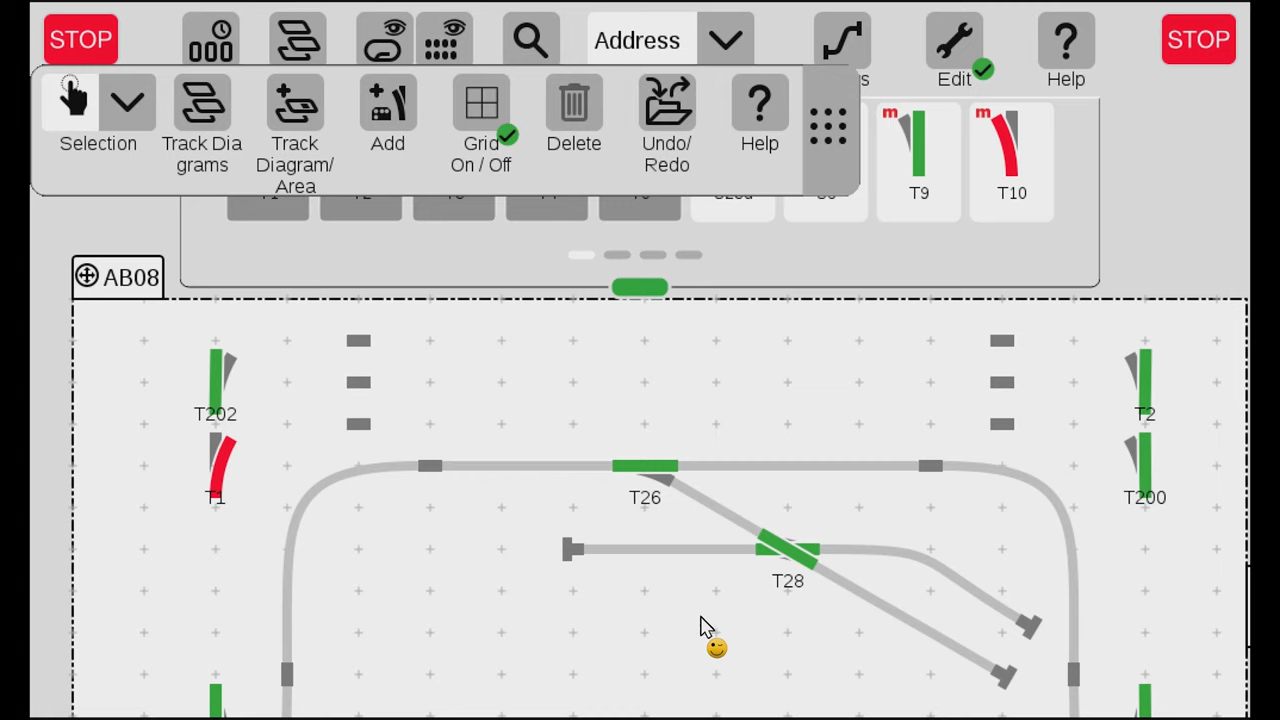 STOP
Address
STOP
s
Edit
Help
Selection
Track Dia
grams
Track
Diagram/
Area
Add
Grid
On / Off
Delete
Undo/
Redo
Help
m
T9
m
T10
AB08
T202
T2
T1
T26
T200
T28